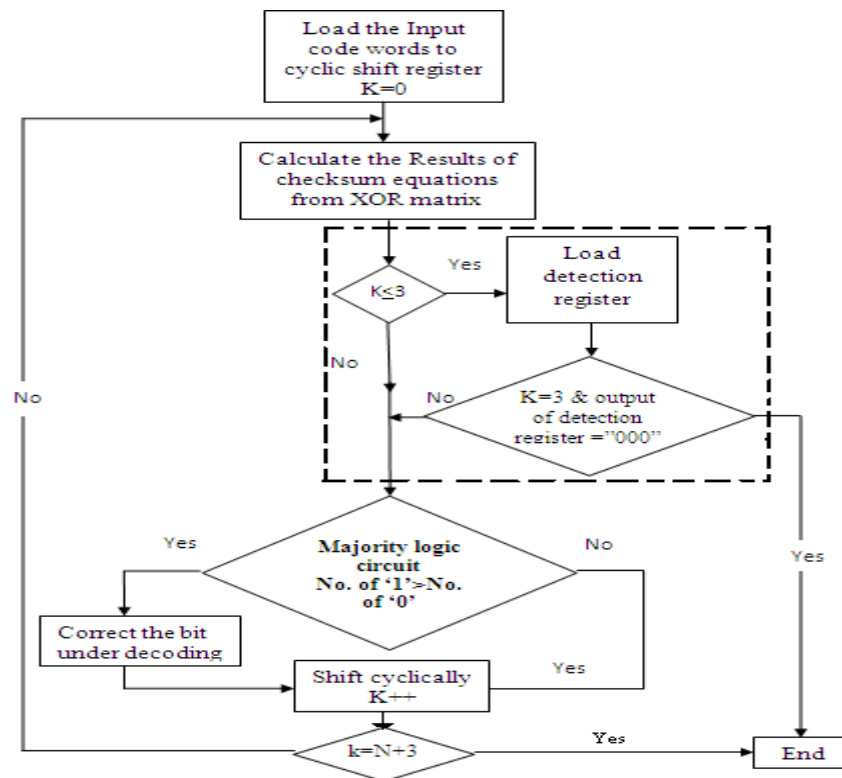 Load the Input
code words to
cyclic shift register
K=0
Calculate the Results of
checksum equations
from XOR matrix
K≤3
Yes
Load
detection
register
No
No
K=3 & output
of detection
register =”000”
No
Yes
Yes
Majority logic
circuit
No. of ‘1’>No.
of ‘0’
No
Correct the bit
under decoding
Shift cyclically
K++
Yes
k=N+3
Yes
End